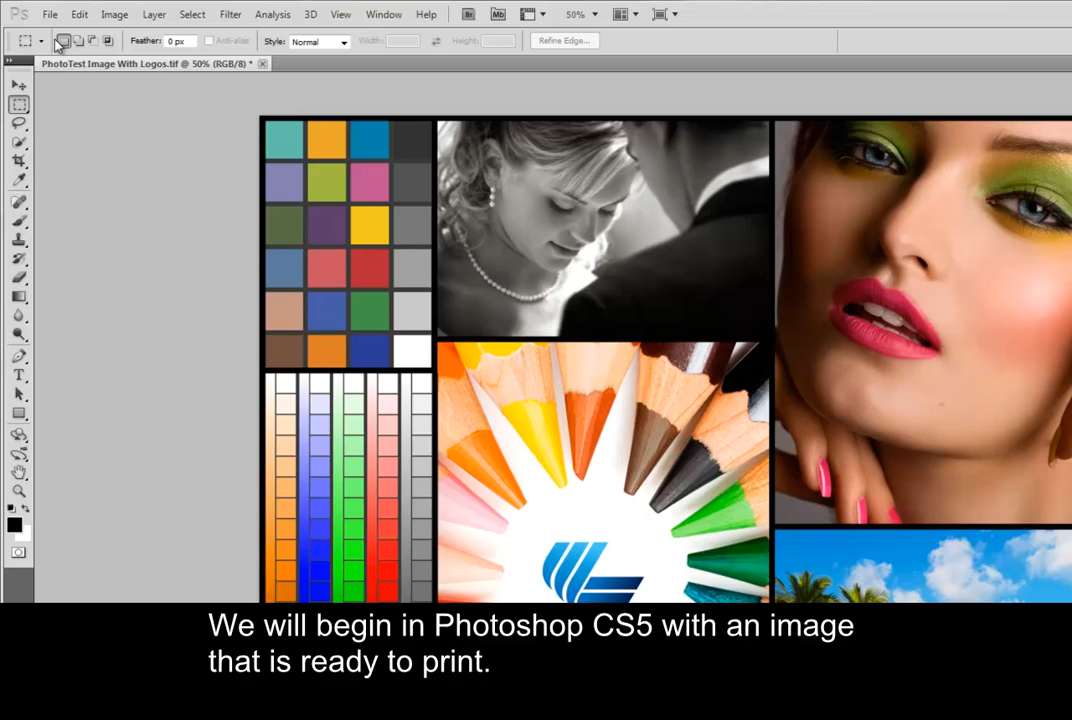 Ps File Edit Image Layer Select Filter Analysis 3D View Window Help Br Mb 50%
Feather: 0 px Anti-alias Style: Normal Width: Height: Refine Edge...
PhotoTest Image With Logos.tif @ 50% (RGB/8) *
We will begin in Photoshop CS5 with an image
that is ready to print.